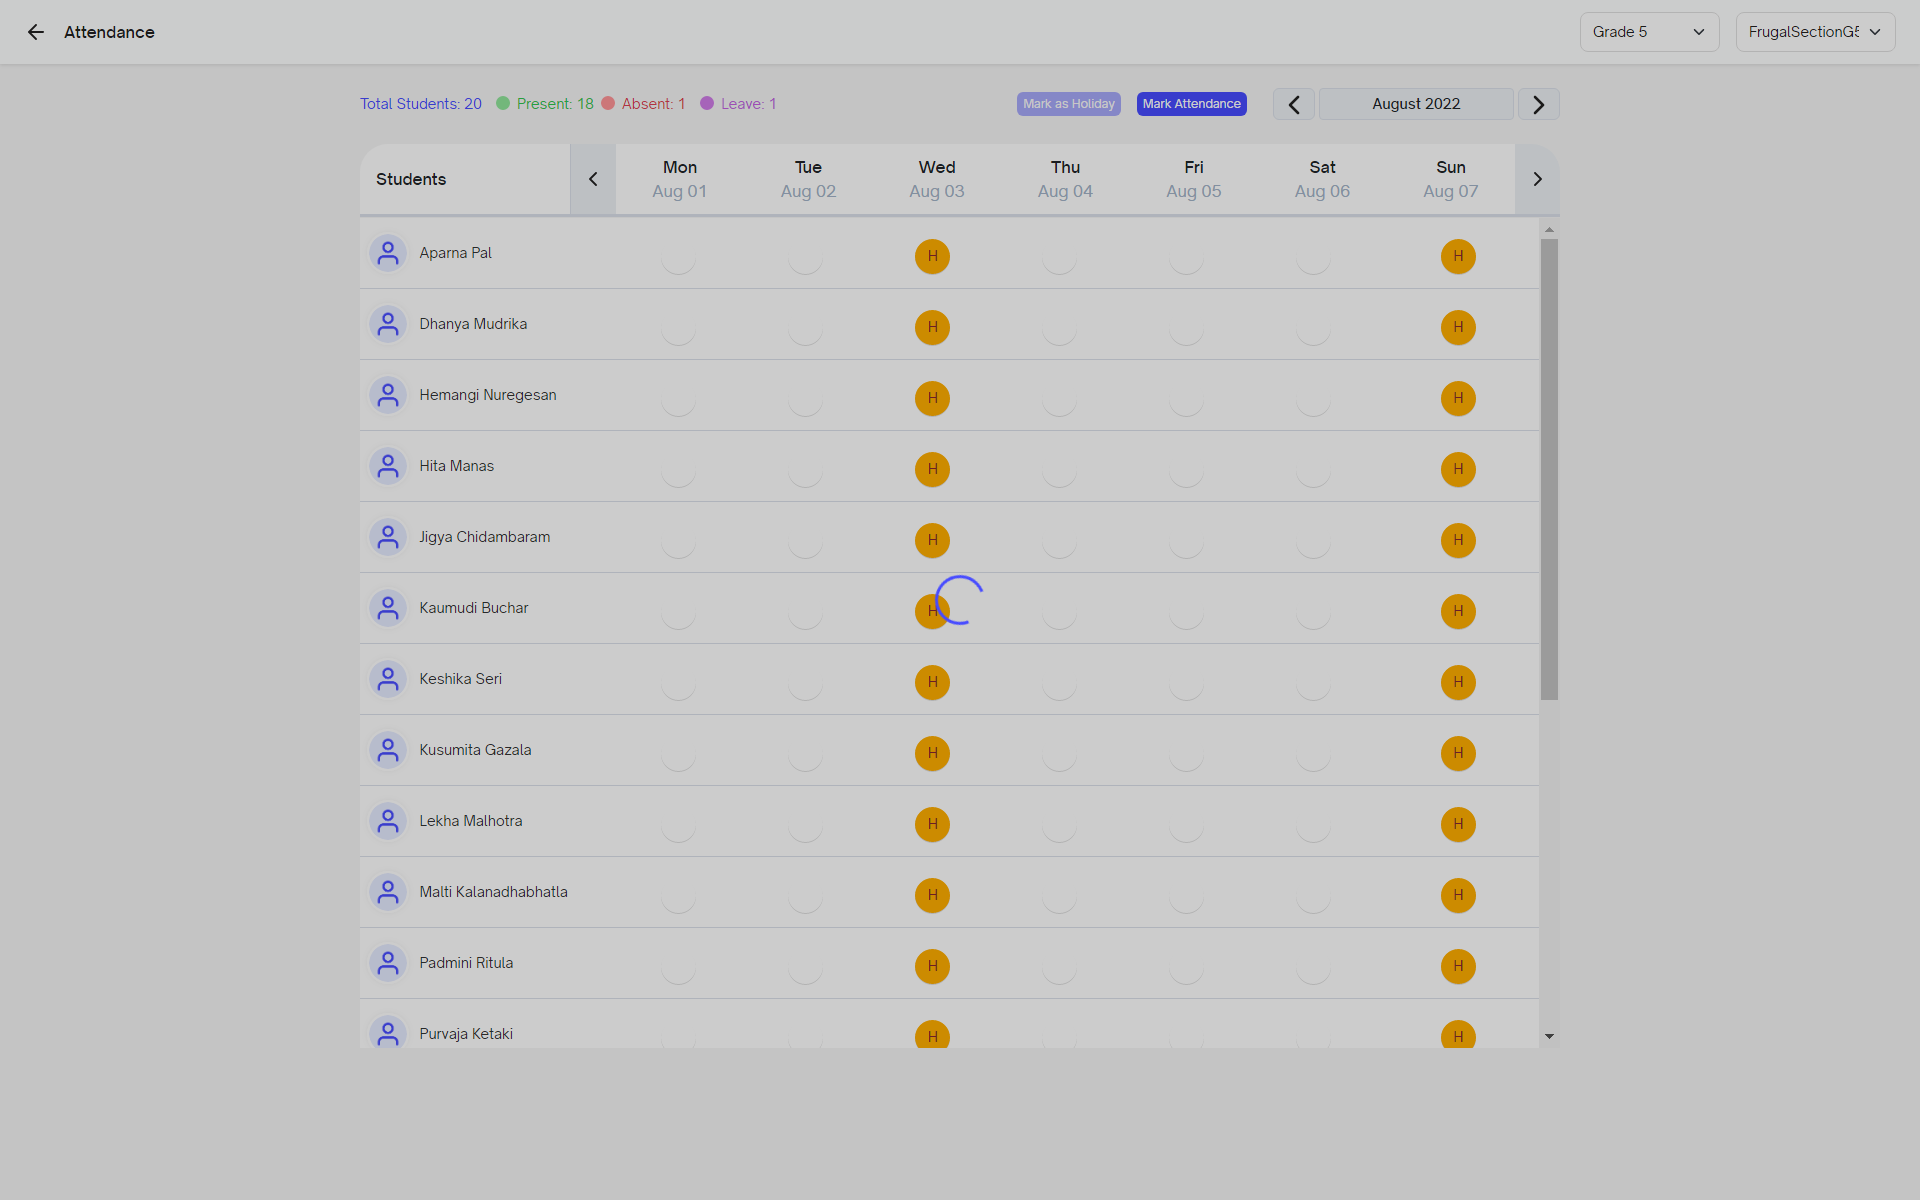 Attendance
Grade 5
FrugalSectionG5
Total Students: 20 Present: 18 Absent: 1 Leave: 1
Mark as Holiday
Mark Attendance
August 2022
Students
Mon Tue Wed Thu Fri Sat Sun
Aug 01 Aug 02 Aug 03 Aug 04 Aug 05 Aug 06 Aug 07
Aparna Pal H H
Dhanya Mudrika H H
Hemangi Nuregesan H H
Hita Manas H H
Jigya Chidambaram H H
Kaumudi Buchar H H
Keshika Seri H H
Kusumita Gazala H H
Lekha Malhotra H H
Malti Kalanadhabhatla H H
Padmini Ritula H H
Purvaja Ketaki H H